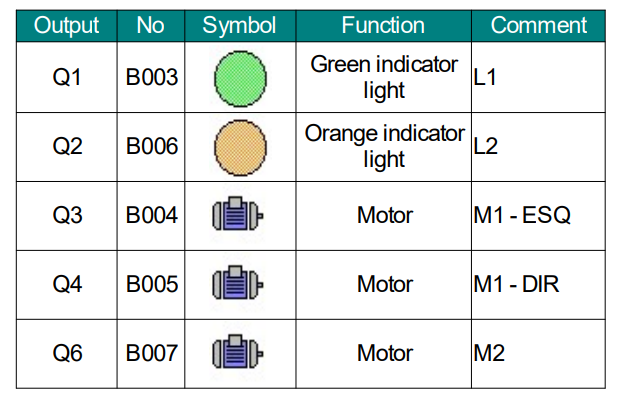 Output No Symbol Function Comment
Q1 B003 Green indicator light L1
Q2 B006 Orange indicator light L2
Q3 B004 Motor M1 - ESQ
Q4 B005 Motor M1 - DIR
Q6 B007 Motor M2